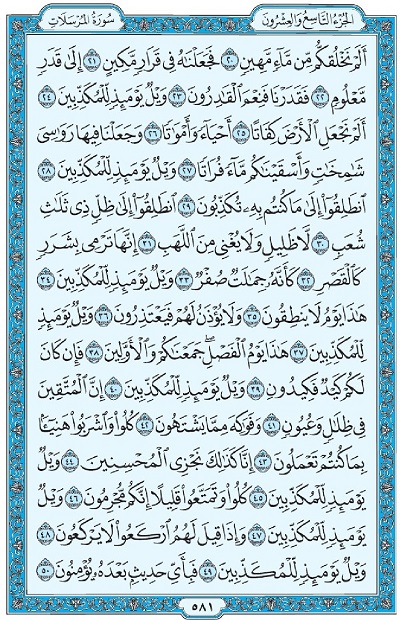 الجزء التاسع والعشرون
سورة المرسلات
أَلَمْ نَخْلُقكُّم مِّن مَّآءٍ مَّهِينٍ ٢٠ فَجَعَلْنَٰهُ فِى قَرَارٍ مَّكِينٍ ٢١ إِلَىٰ قَدَرٍ
مَّعْلُومٍ ٢٢ فَقَدَرْنَا فَنِعْمَ ٱلْقَٰدِرُونَ ٢٣ وَيْلٌ يَوْمَئِذٍ لِّلْمُكَذِّبِينَ ٢٤
أَلَمْ نَجْعَلِ ٱلْأَرْضَ كِفَاتًا ٢٥ أَحْيَآءً وَأَمْوَٰتًا ٢٦ وَجَعَلْنَا فِيهَا رَوَٰسِىَ
شَٰمِخَٰتٍ وَأَسْقَيْنَٰكُم مَّآءً فُرَاتًا ٢٧ وَيْلٌ يَوْمَئِذٍ لِّلْمُكَذِّبِينَ ٢٨
ٱنطَلِقُوٓا۟ إِلَىٰ مَا كُنتُم بِهِۦ تُكَذِّبُونَ ٢٩ ٱنطَلِقُوٓا۟ إِلَىٰ ظِلٍّ ذِى ثَلَٰثِ
شُعَبٍ ٣٠ لَّا ظَلِيلٍ وَلَا يُغْنِى مِنَ ٱللَّهَبِ ٣١ إِنَّهَا تَرْمِى بِشَرَرٍ
كَٱلْقَصْرِ ٣٢ كَأَنَّهُۥ جِمَٰلَتٌ صُفْرٌ ٣٣ وَيْلٌ يَوْمَئِذٍ لِّلْمُكَذِّبِينَ ٣٤
هَٰذَا يَوْمُ لَا يَنطِقُونَ ٣٥ وَلَا يُؤْذَنُ لَهُمْ فَيَعْتَذِرُونَ ٣٦ وَيْلٌ يَوْمَئِذٍ
لِّلْمُكَذِّبِينَ ٣٧ هَٰذَا يَوْمُ ٱلْفَصْلِ ۖ جَمَعْنَٰكُمْ وَٱلْأَوَّلِينَ ٣٨ فَإِن كَانَ
لَكُمْ كَيْدٌ فَكِيدُونِ ٣٩ وَيْلٌ يَوْمَئِذٍ لِّلْمُكَذِّبِينَ ٤٠ إِنَّ ٱلْمُتَّقِينَ
فِى ظِلَٰلٍ وَعُيُونٍ ٤١ وَفَوَٰكِهَ مِمَّا يَشْتَهُونَ ٤٢ كُلُوا۟ وَٱشْرَبُوا۟ هَنِيٓـًٔۢا
بِمَا كُنتُمْ تَعْمَلُونَ ٤٣ إِنَّا كَذَٰلِكَ نَجْزِى ٱلْمُحْسِنِينَ ٤٤ وَيْلٌ
يَوْمَئِذٍ لِّلْمُكَذِّبِينَ ٤٥ كُلُوا۟ وَتَمَتَّعُوا۟ قَلِيلًا إِنَّكُم مُّجْرِمُونَ ٤٦ وَيْلٌ
يَوْمَئِذٍ لِّلْمُكَذِّبِينَ ٤٧ وَإِذَا قِيلَ لَهُمُ ٱرْكَعُوا۟ لَا يَرْكَعُونَ ٤٨
وَيْلٌ يَوْمَئِذٍ لِّلْمُكَذِّبِينَ ٤٩ فَبِأَىِّ حَدِيثٍۭ بَعْدَهُۥ يُؤْمِنُونَ ٥٠
٥٨١